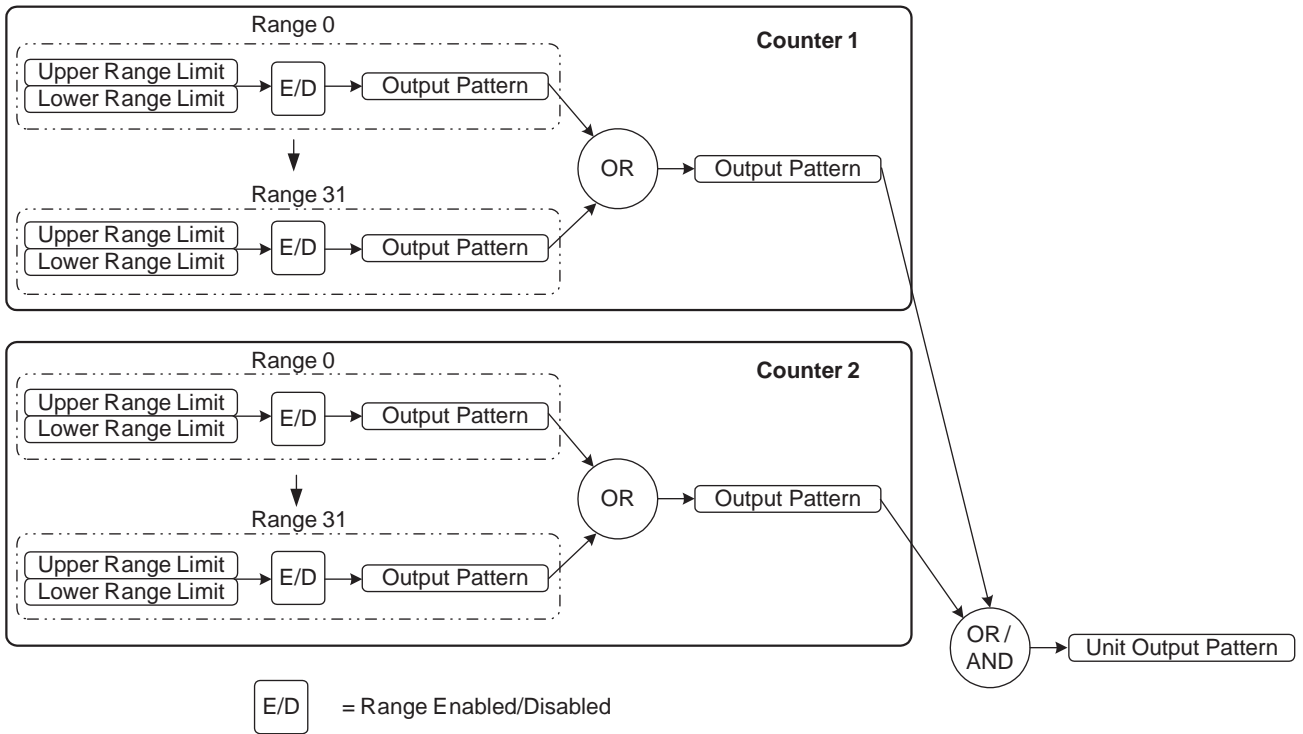 Range 0
Counter 1
Upper Range Limit
Lower Range Limit
E/D
Output Pattern
OR
Output Pattern
Range 31
Upper Range Limit
Lower Range Limit
E/D
Output Pattern
Range 0
Counter 2
Upper Range Limit
Lower Range Limit
E/D
Output Pattern
OR
Output Pattern
Range 31
Upper Range Limit
Lower Range Limit
E/D
Output Pattern
OR /
AND
Unit Output Pattern
E/D = Range Enabled/Disabled